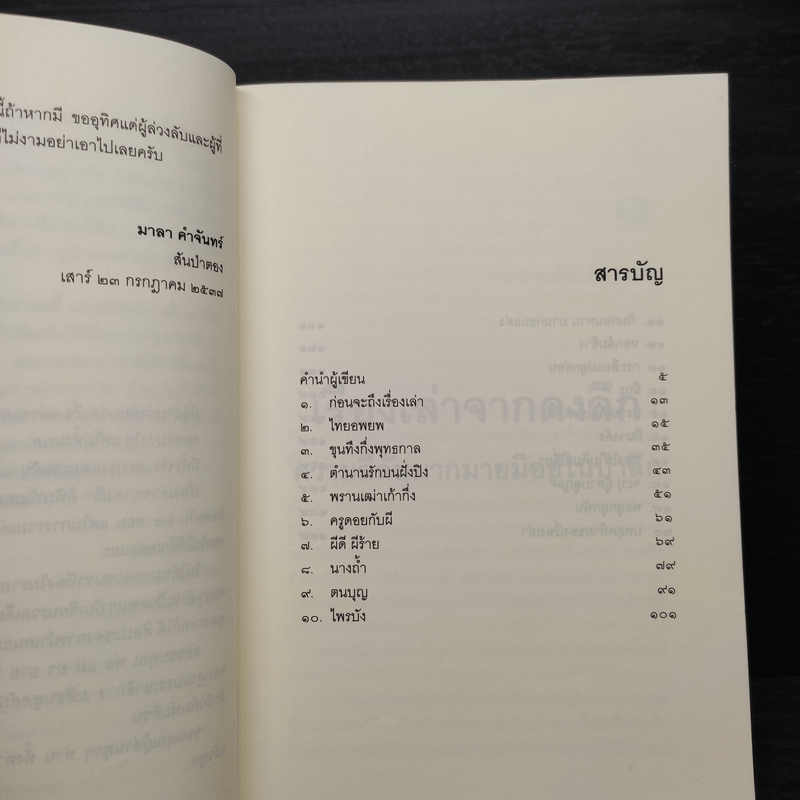 นี้ถ้าหากมี ขออุทิศแด่ผู้ล่วงลับและผู้ที่
ไม่งามอย่าเอาไปเลยครับ
มาลา คำจันทร์
สันป่าตอง
เสาร์ ๒๓ กรกฎาคม ๒๕๓๗
สารบัญ
คำนำผู้เขียน ๕
๑. ก่อนจะถึงเรื่องเล่า ๑๓
๒. ไทยอพยพ ๑๕
๓. ขุนทึงกึ่งพุทธกาล ๓๕
๔. ตำนานรักบนฝั่งปิง ๔๓
๕. พรานเฒ่าเก้ากึ่ง ๕๑
๖. ครูดอยกับผี ๖๑
๗. ผีดี ผีร้าย ๖๙
๘. นางถ้ำ ๗๙
๙. ตนบุญ ๙๑
๑๐. ไพรบัง ๑๐๑